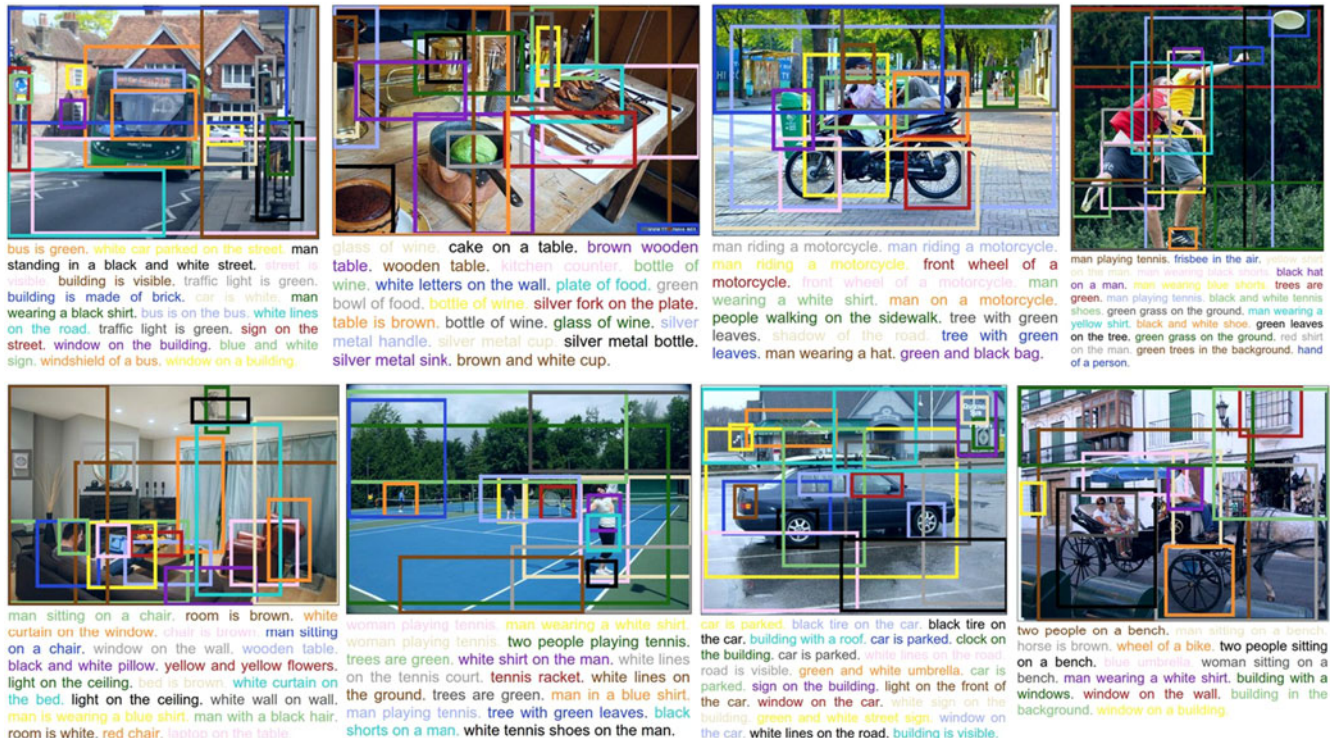 bus is green. white car parked on the street. man
standing in a black and white street. street is
visible. building is visible. traffic light is green.
building is made of brick. car is white. man
wearing a black shirt. bus is on the bus. white lines
on the road. traffic light is green. sign on the
street. window on the building. blue and white
sign. windshield of a bus. window on a building.
glass of wine. cake on a table. brown wooden
table. wooden table. kitchen counter. bottle of
wine. white letters on the wall. plate of food. green
bowl of food. bottle of wine. silver fork on the plate.
table is brown. bottle of wine. glass of wine. silver
metal handle. silver metal cup. silver metal bottle.
silver metal sink. brown and white cup.
man riding a motorcycle. man riding a motorcycle.
man riding a motorcycle. front wheel of a
motorcycle. front wheel of a motorcycle. man
wearing a white shirt. man on a motorcycle.
people walking on the sidewalk. tree with green
leaves. shadow of the road. tree with green
leaves. man wearing a hat. green and black bag.
man playing tennis. frisbee in the air. yellow shirt
on the man. man wearing black shorts. black hat
on a man. man wearing blue shorts. trees are
green. man playing tennis. black and white tennis
shoes. green grass on the ground. man wearing a
yellow shirt. black and white shoe. green leaves
on the tree. green grass on the ground. red shirt
on the man. green trees in the background. hand
of a person.
man sitting on a chair. room is brown. white
curtain on the window. chair is brown. man sitting
on a chair. window on the wall. wooden table.
black and white pillow. yellow and yellow flowers.
light on the ceiling. bed is brown. white curtain on
the bed. light on the ceiling. white wall on wall.
man is wearing a blue shirt. man with a black hair.
room is white. red chair. laptop on the table.
woman playing tennis. man wearing a white shirt.
woman playing tennis. two people playing tennis.
trees are green. white shirt on the man. white lines
on the tennis court. tennis racket. white lines on
the ground. trees are green. man in a blue shirt.
man playing tennis. tree with green leaves. black
shorts on a man. white tennis shoes on the man.
car is parked. black tire on the car. black tire on
the car. building with a roof. car is parked. clock on
the building. car is parked. white lines on the road.
road is visible. green and white umbrella. car is
parked. sign on the building. light on the front of
the car. window on the car. white sign on the
building. green and white street sign. window on
the car. white lines on the road. building is visible.
two people on a bench. man sitting on a bench.
horse is brown. wheel of a bike. two people sitting
on a bench. blue umbrella. woman sitting on a
bench. man wearing a white shirt. building with a
windows. window on the wall. building in the
background. window on a building.